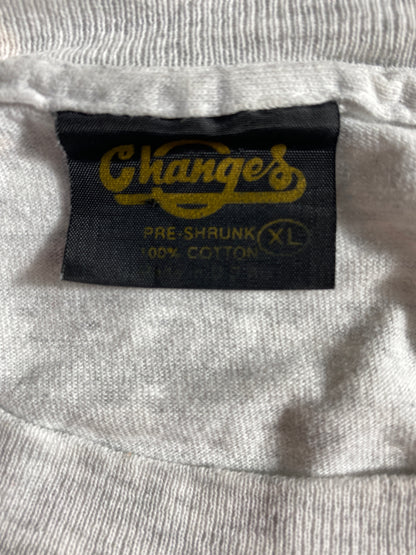 Changes
PRE-SHRUNK XL
100% COTTON